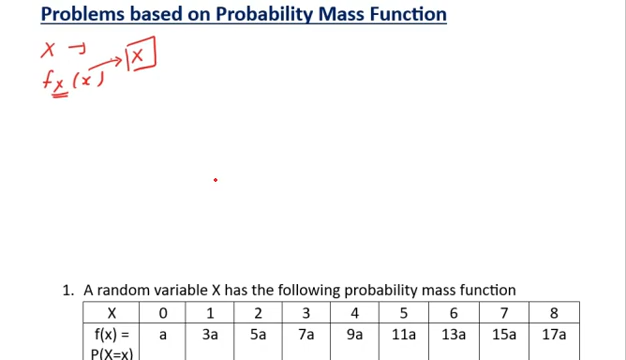 Problems based on Probability Mass Function
X →
f_X (x) → X
1. A random variable X has the following probability mass function
X 0 1 2 3 4 5 6 7 8
f(x) = a 3a 5a 7a 9a 11a 13a 15a 17a
P(X=x)